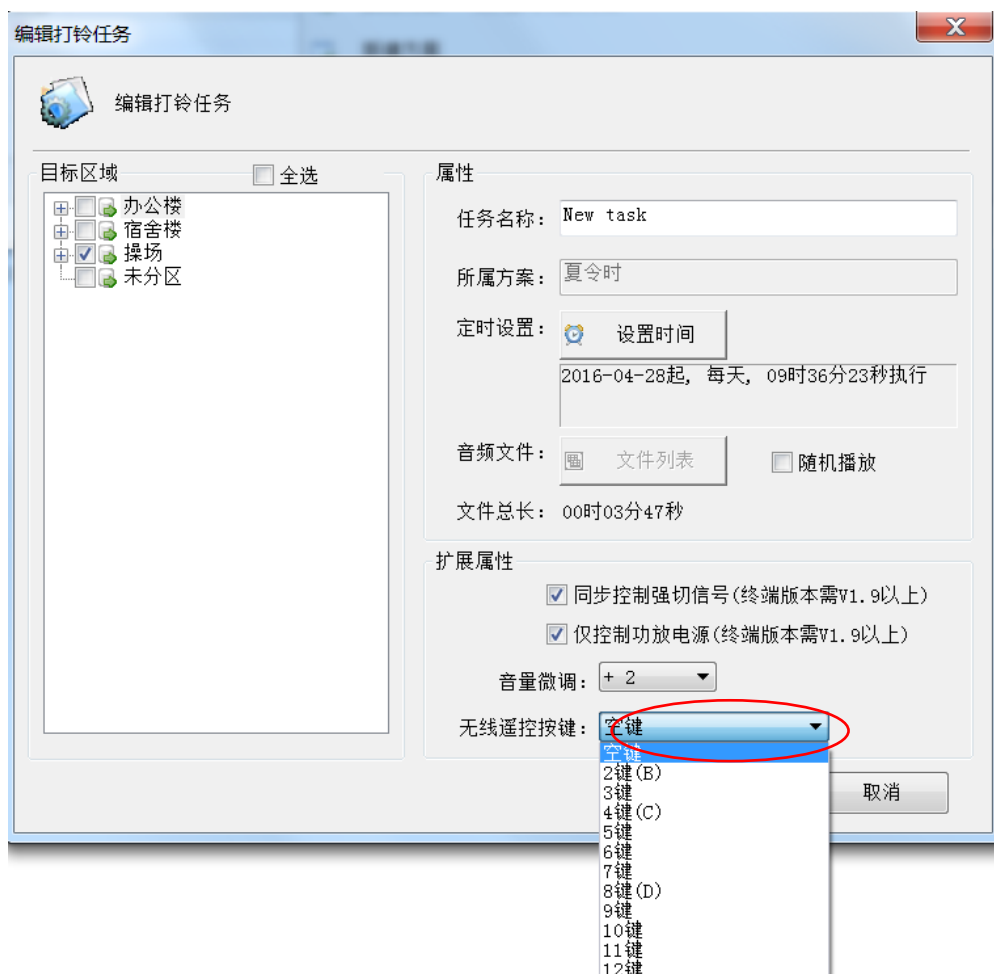 编辑打铃任务
编辑打铃任务
目标区域
全选
办公楼
宿舍楼
操场
未分区
属性
任务名称: New task
所属方案: 夏令时
定时设置: 设置时间
2016-04-28起, 每天, 09时36分23秒执行
音频文件: 文件列表 随机播放
文件总长: 00时03分47秒
扩展属性
同步控制强切信号(终端版本需V1.9以上)
仅控制功放电源(终端版本需V1.9以上)
音量微调: + 2
无线遥控按键: 空键
空键
2键(B)
3键
4键(C)
5键
6键
7键
8键(D)
9键
10键
11键
12键
取消